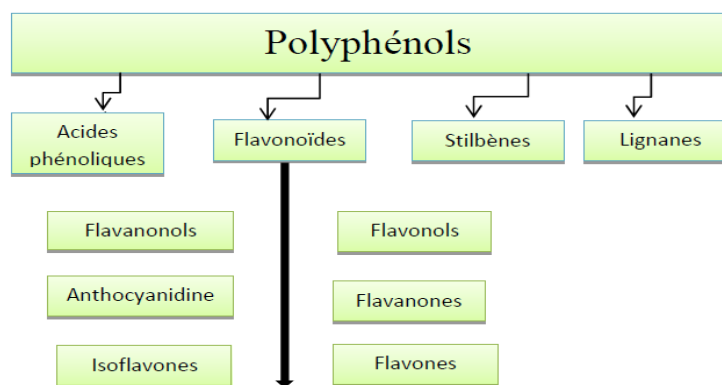 Polyphénols
Acides
phénoliques
Flavonoïdes
Stilbènes
Lignanes
Flavanonols
Flavonols
Anthocyanidine
Flavanones
Isoflavones
Flavones